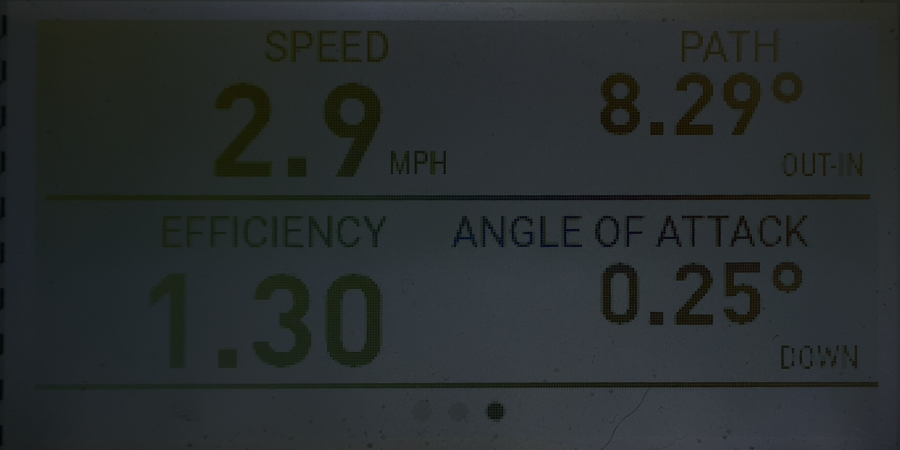 SPEED
2.9 MPH
PATH
8.29°
OUT-IN
EFFICIENCY
1.30
ANGLE OF ATTACK
0.25°
DOWN